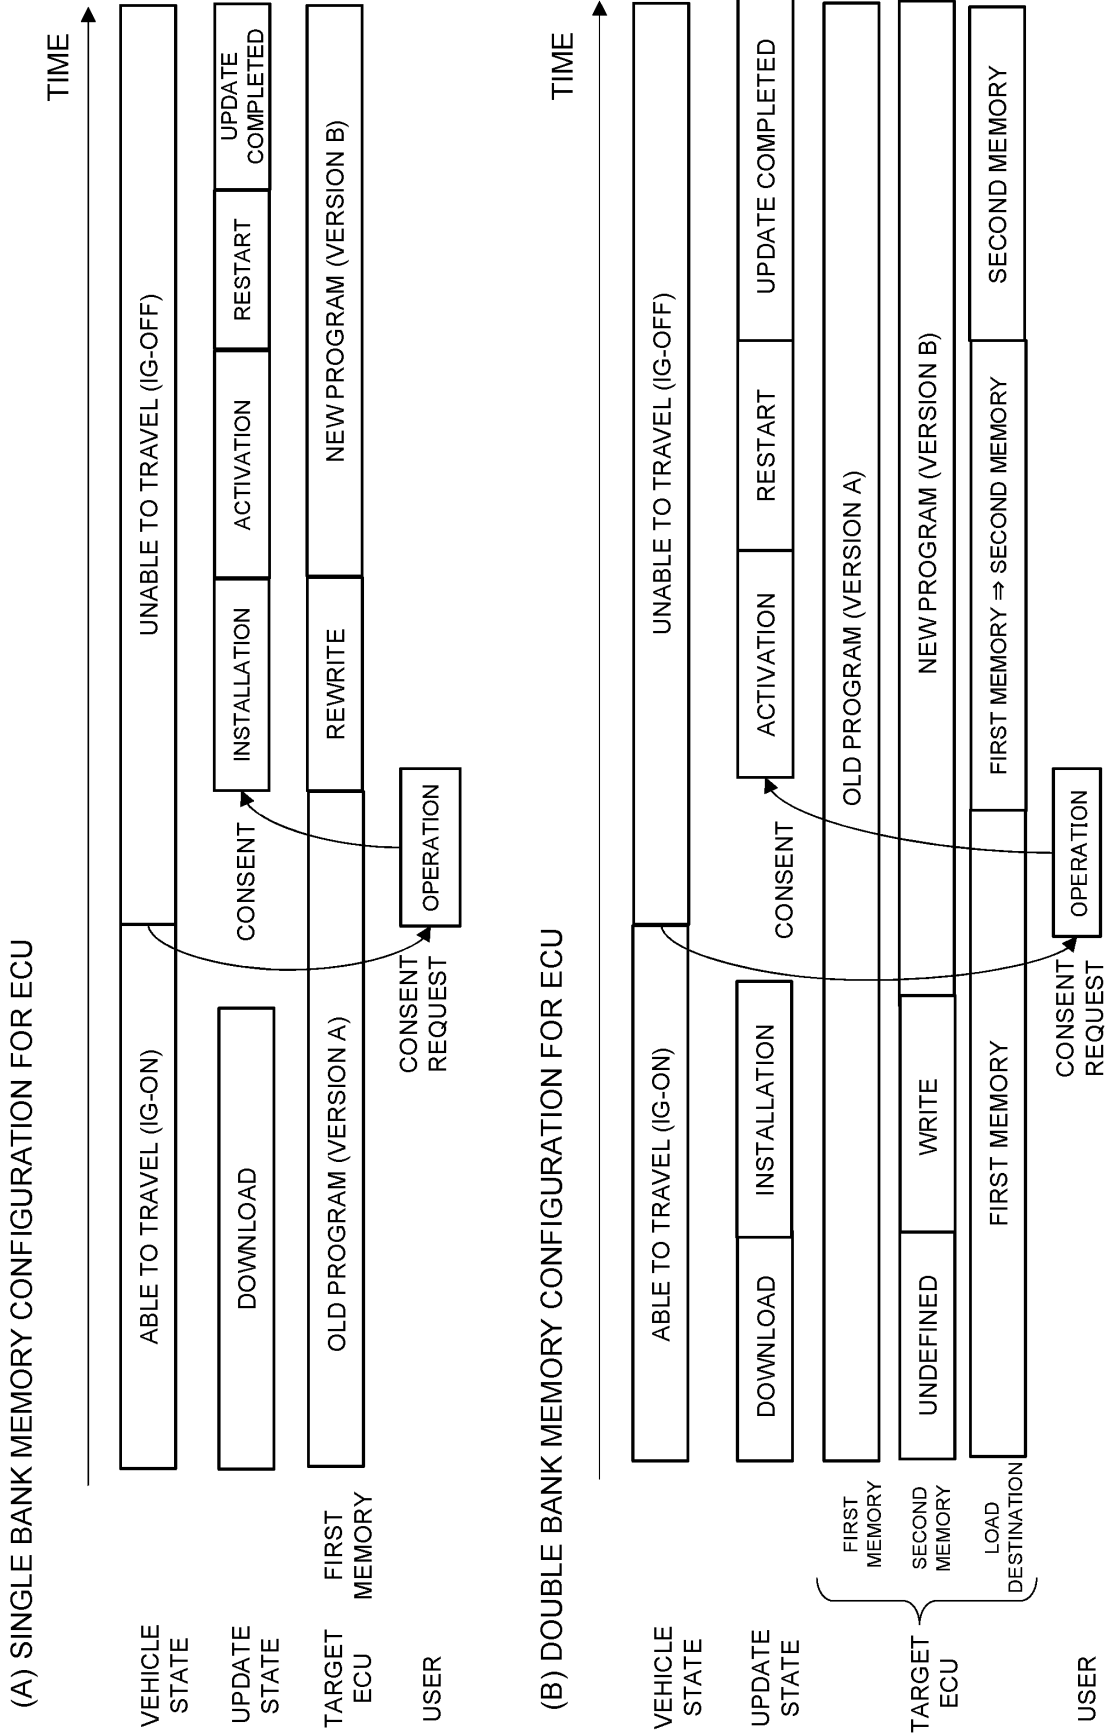 (A) SINGLE BANK MEMORY CONFIGURATION FOR ECU
TIME
VEHICLE
STATE
ABLE TO TRAVEL (IG-ON)
UNABLE TO TRAVEL (IG-OFF)
UPDATE
STATE
DOWNLOAD
CONSENT
INSTALLATION
ACTIVATION
RESTART
UPDATE
COMPLETED
TARGET
ECU
FIRST
MEMORY
OLD PROGRAM (VERSION A)
REWRITE
NEW PROGRAM (VERSION B)
USER
CONSENT
REQUEST
OPERATION
(B) DOUBLE BANK MEMORY CONFIGURATION FOR ECU
TIME
VEHICLE
STATE
ABLE TO TRAVEL (IG-ON)
UNABLE TO TRAVEL (IG-OFF)
UPDATE
STATE
DOWNLOAD
INSTALLATION
CONSENT
ACTIVATION
RESTART
UPDATE COMPLETED
TARGET
ECU
FIRST
MEMORY
OLD PROGRAM (VERSION A)
SECOND
MEMORY
UNDEFINED
WRITE
NEW PROGRAM (VERSION B)
LOAD
DESTINATION
FIRST MEMORY
FIRST MEMORY ⇒ SECOND MEMORY
SECOND MEMORY
USER
CONSENT
REQUEST
OPERATION